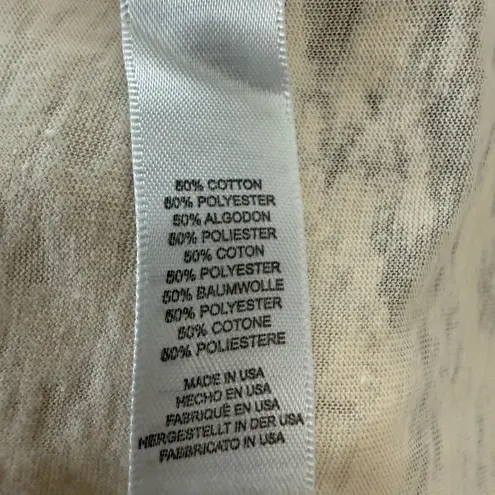 50% COTTON
50% POLYESTER
50% ALGODON
50% POLIESTER
50% COTON
50% POLYESTER
50% BAUMWOLLE
50% POLYESTER
50% COTONE
50% POLIESTERE
MADE IN USA
HECHO EN USA
FABRIQUÉ EN USA
HERGESTELLT IN DER USA
FABBRICATO IN USA